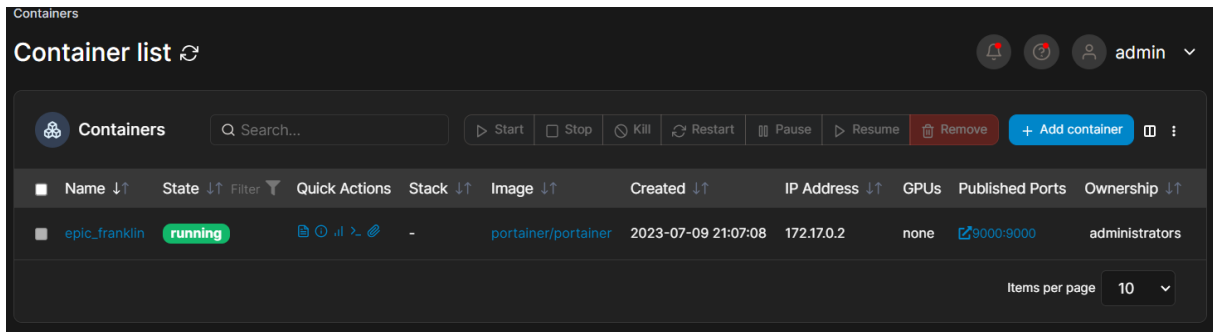 Containers
Container list
admin
Containers Search... Start Stop Kill Restart Pause Resume Remove + Add container
Name State Filter Quick Actions Stack Image Created IP Address GPUs Published Ports Ownership
epic_franklin running - portainer/portainer 2023-07-09 21:07:08 172.17.0.2 none 9000:9000 administrators
Items per page 10